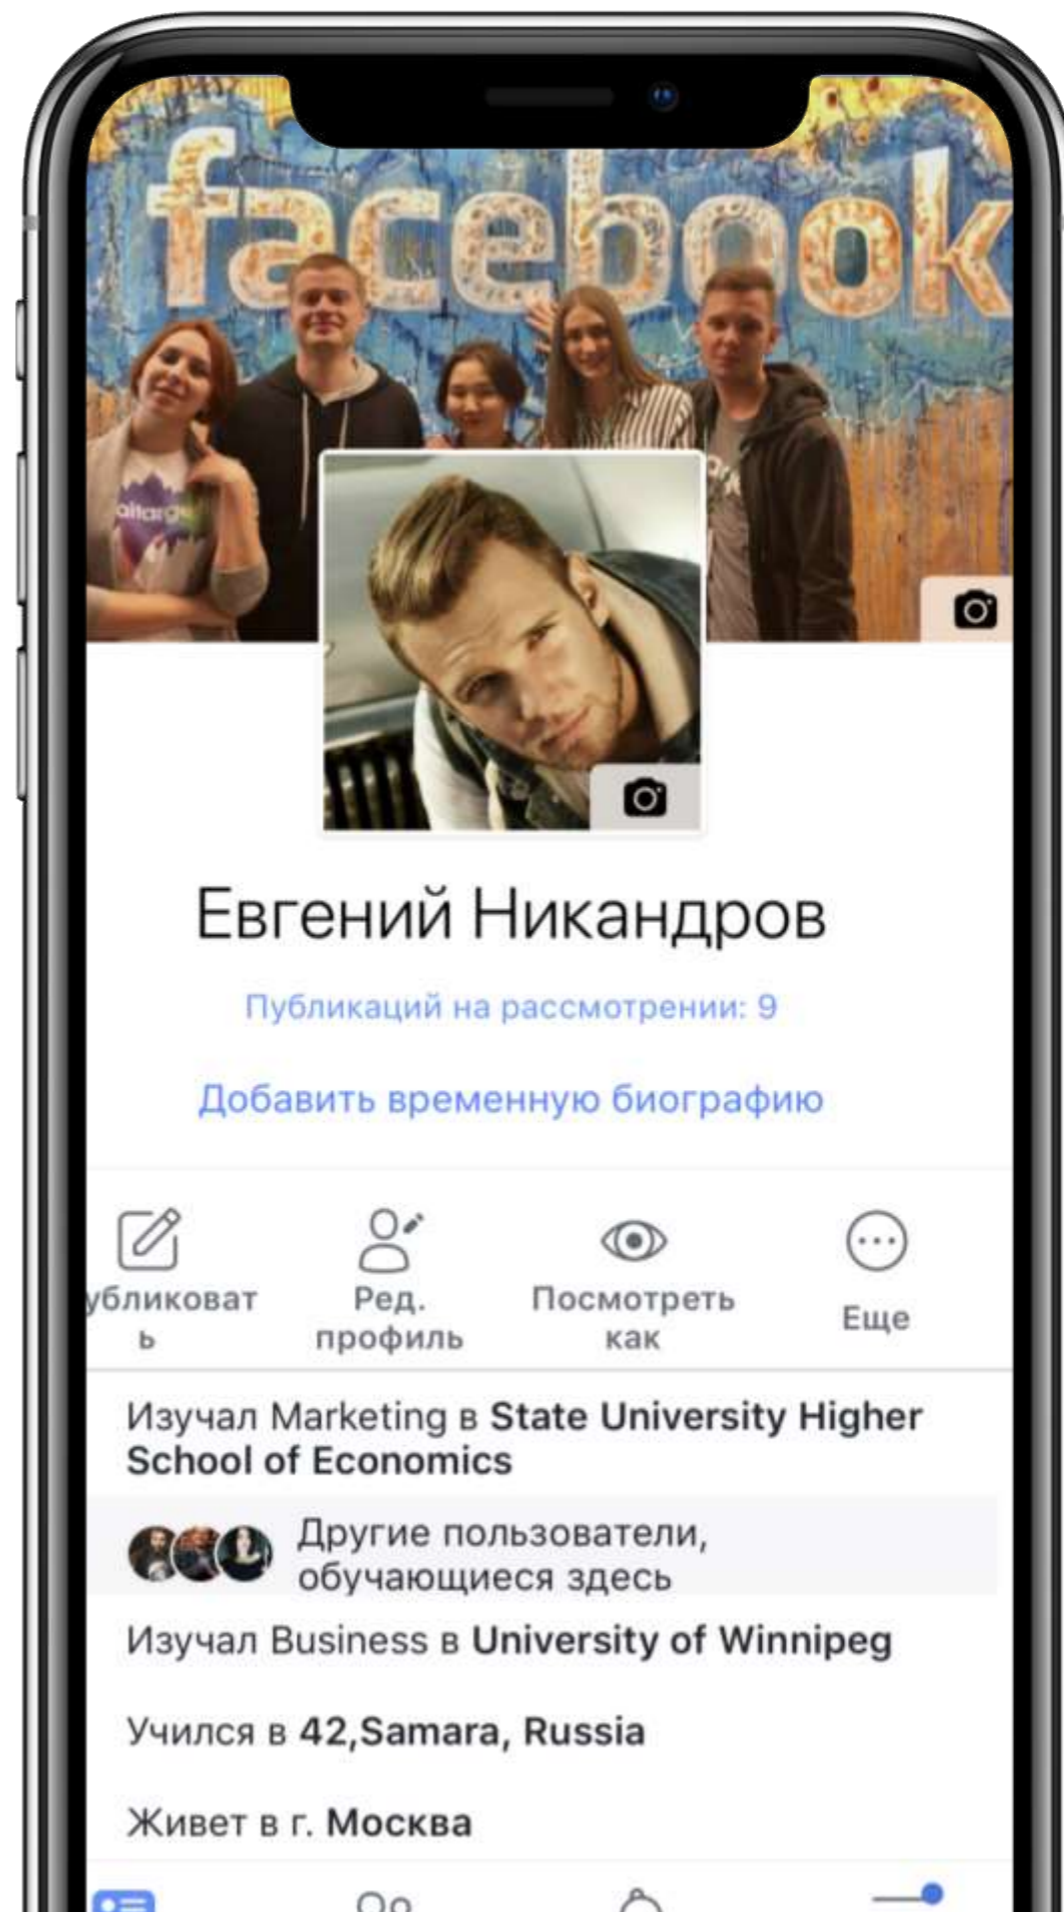 facebook
aitarge
Евгений Никандров
Публикаций на рассмотрении: 9
Добавить временную биографию
убликоват
ь
Ред.
профиль
Посмотреть
как
Еще
Изучал Marketing в State University Higher
School of Economics
Другие пользователи,
обучающиеся здесь
Изучал Business в University of Winnipeg
Учился в 42,Samara, Russia
Живет в г. Москва